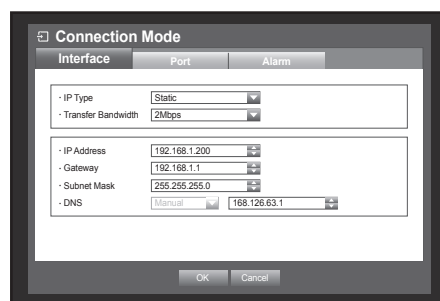 Connection Mode
Interface Port Alarm
· IP Type Static
· Transfer Bandwidth 2Mbps
· IP Address 192.168.1.200
· Gateway 192.168.1.1
· Subnet Mask 255.255.255.0
· DNS Manual 168.126.63.1
OK Cancel